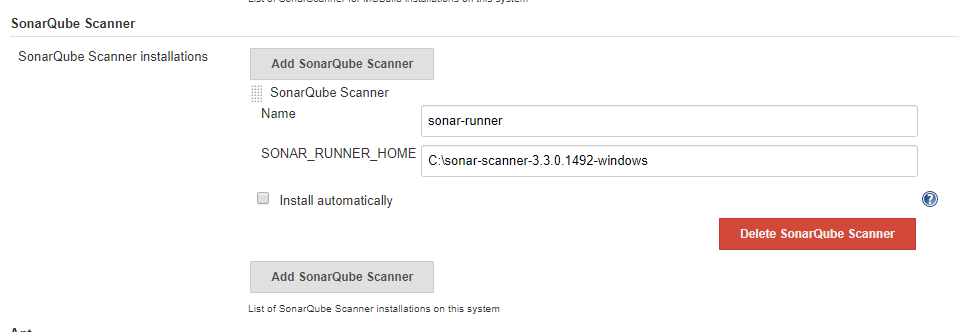 List of SonarScanner for MSBuild installations on this system
SonarQube Scanner
SonarQube Scanner installations
Add SonarQube Scanner
SonarQube Scanner
Name
sonar-runner
SONAR_RUNNER_HOME
C:\sonar-scanner-3.3.0.1492-windows
Install automatically
?
Delete SonarQube Scanner
Add SonarQube Scanner
List of SonarQube Scanner installations on this system
Ant